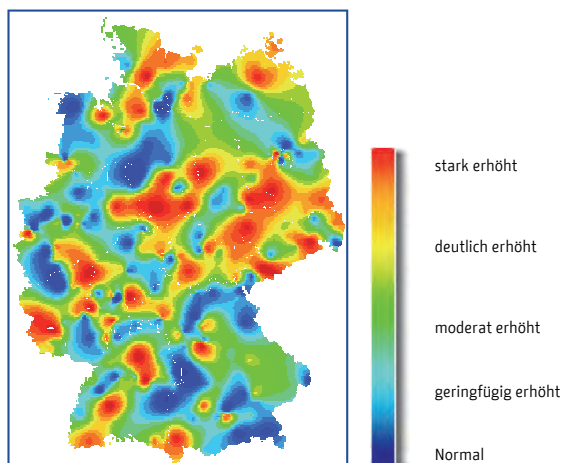 stark erhöht
deutlich erhöht
moderat erhöht
geringfügig erhöht
Normal